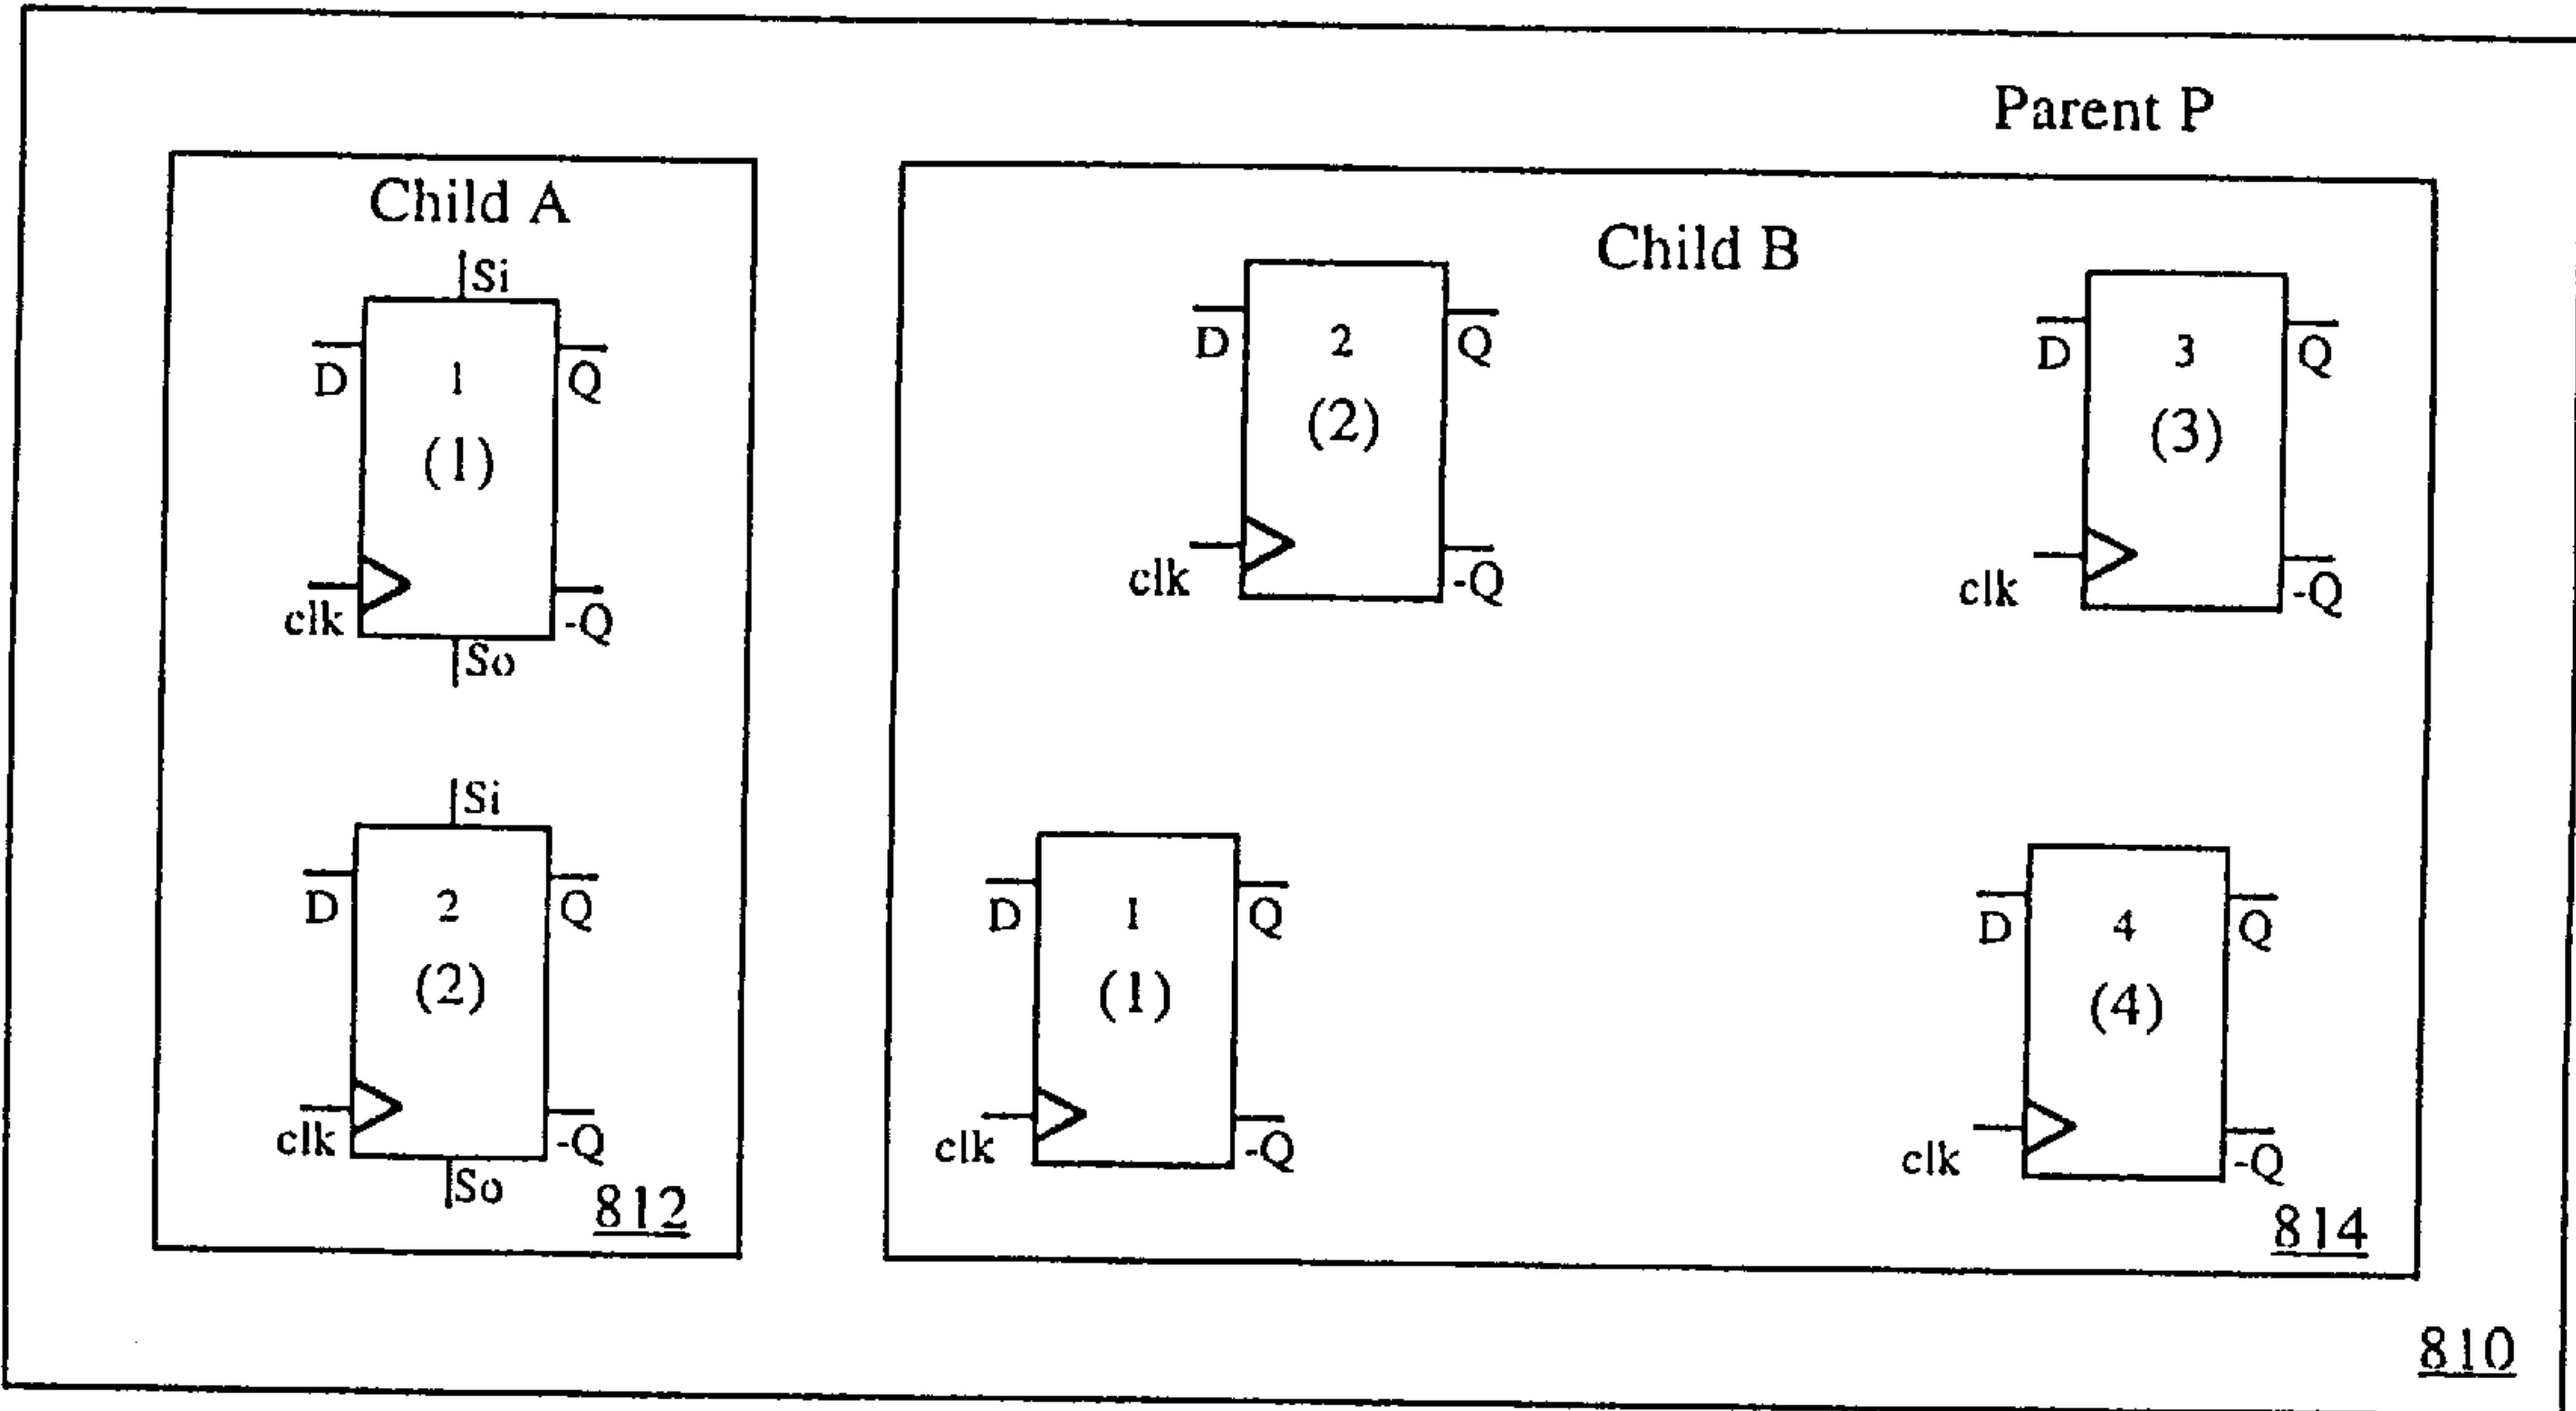 Parent P
Child A
Si
D
Q
1
(1)
clk
-Q
So
Si
D
Q
2
(2)
clk
-Q
So
812
Child B
D
Q
2
(2)
clk
-Q
D
Q
3
(3)
clk
-Q
D
Q
1
(1)
clk
-Q
D
Q
4
(4)
clk
-Q
814
810